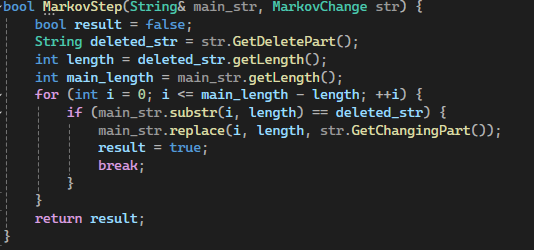 bool MarkovStep(String& main_str, MarkovChange str) {
    bool result = false;
    String deleted_str = str.GetDeletePart();
    int length = deleted_str.getLength();
    int main_length = main_str.getLength();
    for (int i = 0; i <= main_length - length; ++i) {
        if (main_str.substr(i, length) == deleted_str) {
            main_str.replace(i, length, str.GetChangingPart());
            result = true;
            break;
        }
    }
    return result;
}